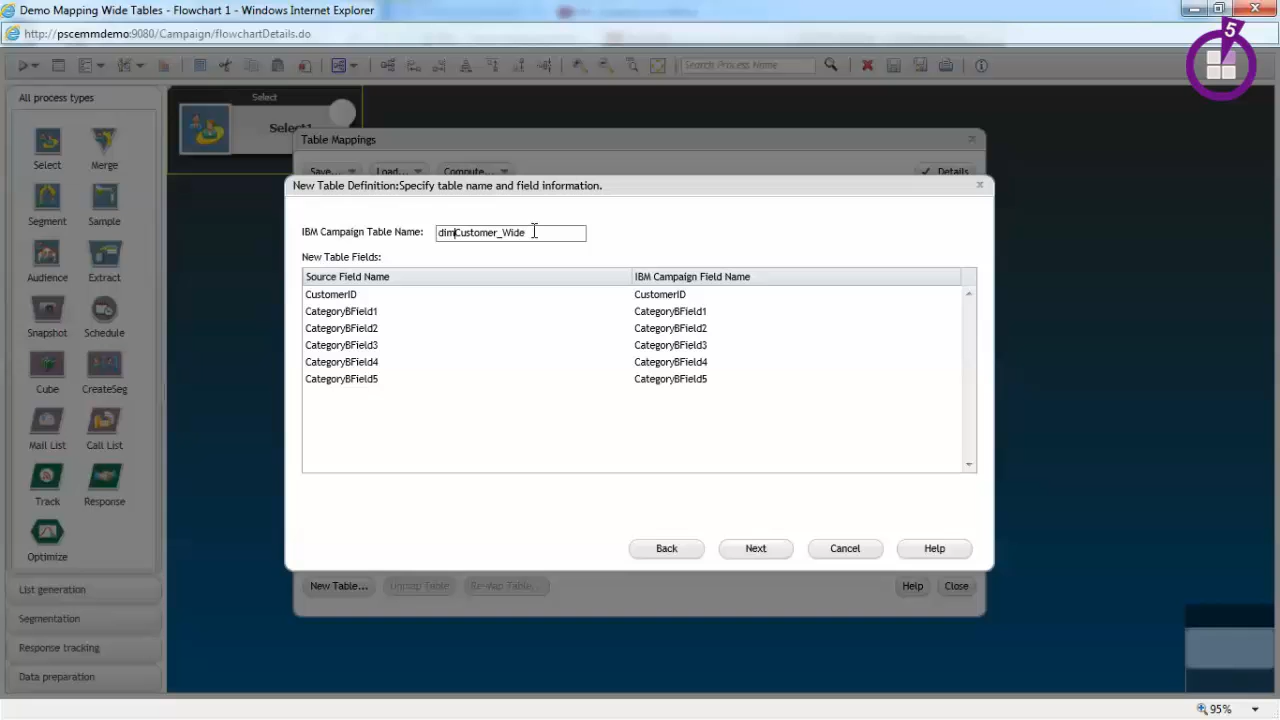 Demo Mapping Wide Tables - Flowchart 1 - Windows Internet Explorer
http://pscemmdemo:9080/Campaign/flowchartDetails.do
5
Search Process Name
All process types
Select
Merge
Segment
Sample
Audience
Extract
Snapshot
Schedule
Cube
CreateSeg
Mail List
Call List
Track
Response
Optimize
List generation
Segmentation
Response tracking
Data preparation
Select
Select1
Table Mappings
Save...
Load...
Compute...
✓ Details
New Table Definition:Specify table name and field information.
IBM Campaign Table Name: dimCustomer_Wide
New Table Fields:
Source Field Name IBM Campaign Field Name
CustomerID CustomerID
CategoryBField1 CategoryBField1
CategoryBField2 CategoryBField2
CategoryBField3 CategoryBField3
CategoryBField4 CategoryBField4
CategoryBField5 CategoryBField5
Back Next Cancel Help
New Table... Unmap Table Re-Map Table... Help Close
95%